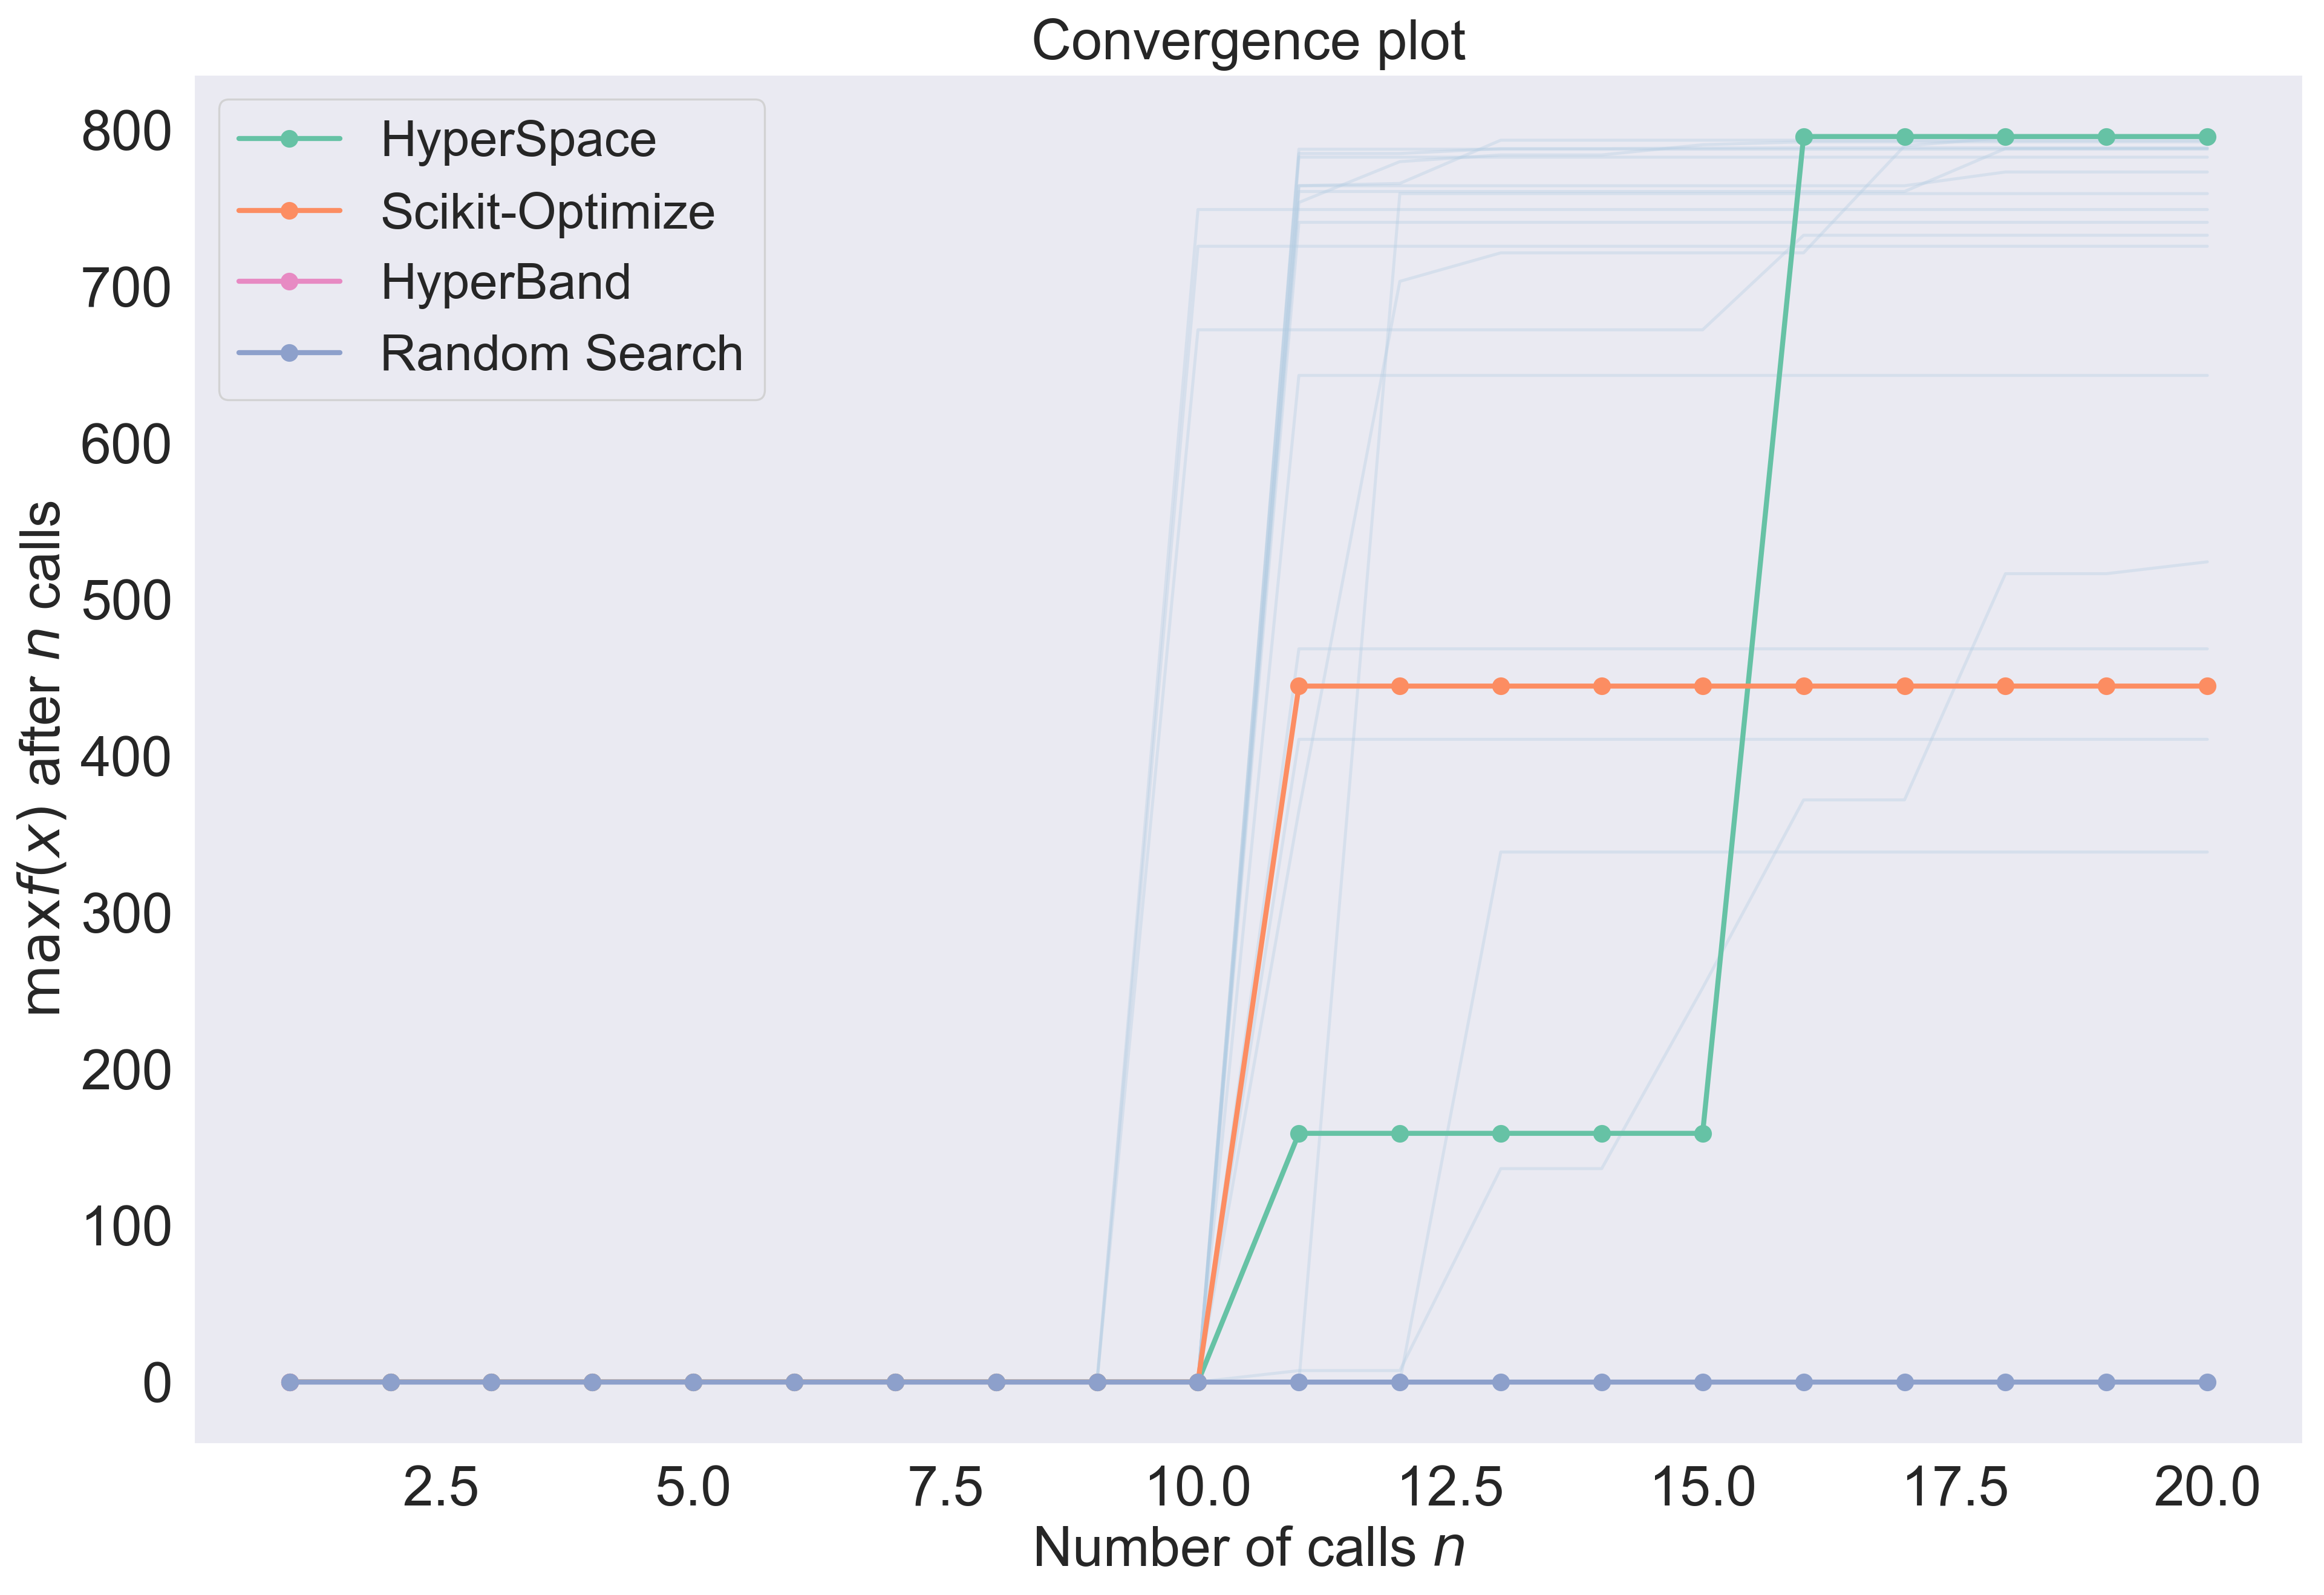 Convergence plot
HyperSpace
Scikit-Optimize
HyperBand
Random Search
800
700
600
500
400
300
200
100
0
max f(x) after n calls
2.5 5.0 7.5 10.0 12.5 15.0 17.5 20.0
Number of calls n